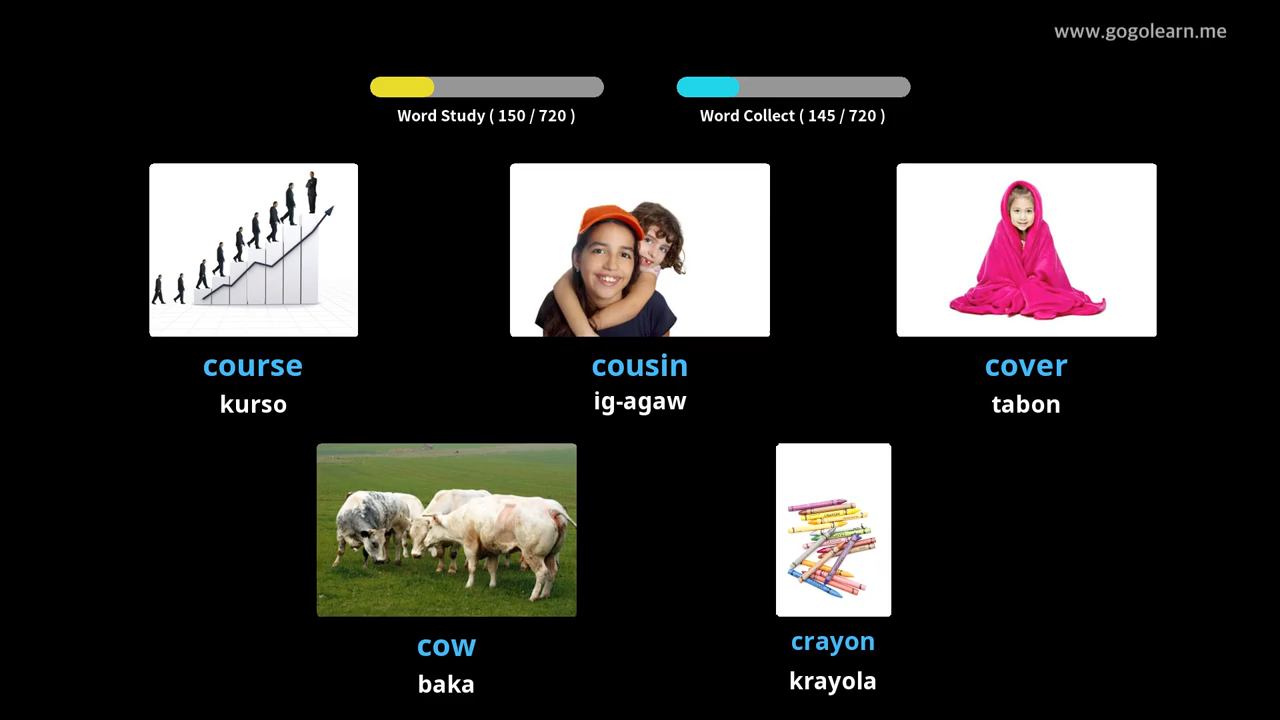 www.gogolearn.me
Word Study ( 150 / 720 )
Word Collect ( 145 / 720 )
course
kurso
cousin
ig-agaw
cover
tabon
cow
baka
crayon
krayola